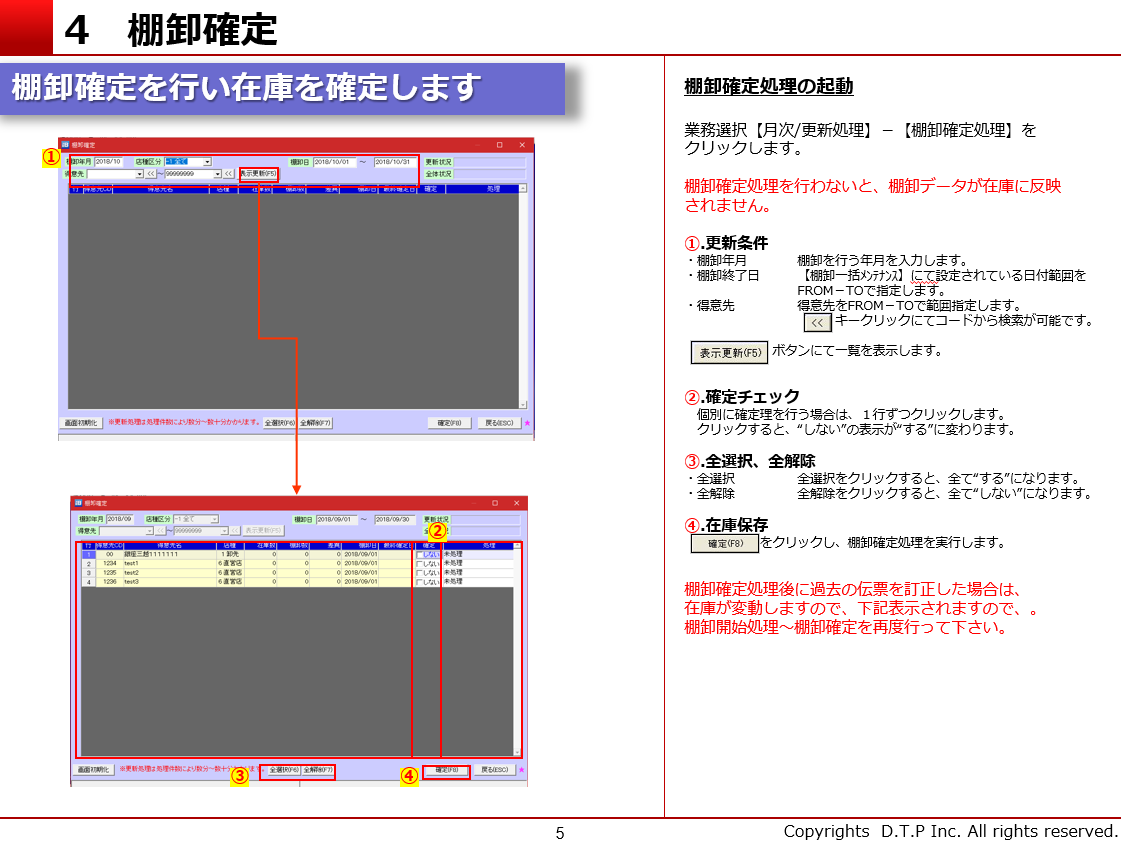 4 棚卸確定
棚卸確定を行い在庫を確定します
①
棚卸確定
棚卸年月 2018/10 店種区分 -1 全て 棚卸日 2018/10/01 ～ 2018/10/31 更新状況
得意先 << ～ 99999999 << 表示更新(F5) 全体状況
行 得意先CD 得意先名 店種 在庫数 棚卸数 差異 棚卸日 最終確定日 確定 処理
画面初期化 ※更新処理は処理件数により数分～数十分かかります。 全選択(F6) 全解除(F7) 確定(F8) 戻る(ESC)
棚卸確定
棚卸年月 2018/09 店種区分 -1 全て 棚卸日 2018/09/01 ～ 2018/09/30 更新状況
得意先 << ～ 99999999 << 表示更新(F5)
②
行 得意先CD 得意先名 店種 在庫数 棚卸数 差異 棚卸日 最終確定日 確定 処理
1 00 銀座三越1111111 1 卸先 0 0 0 2018/09/01 しない 未処理
2 1234 test1 6 直営店 0 0 0 2018/09/01 しない 未処理
3 1235 test2 6 直営店 0 0 0 2018/09/01 しない 未処理
4 1236 test3 6 直営店 0 0 0 2018/09/01 しない 未処理
画面初期化 ※更新処理は処理件数により数分～数十分 ③ 全選択(F6) 全解除(F7) ④ 確定(F8) 戻る(ESC)
棚卸確定処理の起動
業務選択【月次/更新処理】－【棚卸確定処理】を
クリックします。
棚卸確定処理を行わないと、棚卸データが在庫に反映
されません。
①.更新条件
・棚卸年月 棚卸を行う年月を入力します。
・棚卸終了日 【棚卸一括ﾒﾝﾃﾅﾝｽ】にて設定されている日付範囲を
FROM－TOで指定します。
・得意先 得意先をFROM－TOで範囲指定します。
<< キークリックにてコードから検索が可能です。
表示更新(F5) ボタンにて一覧を表示します。
②.確定チェック
個別に確定理を行う場合は、１行ずつクリックします。
クリックすると、“しない”の表示が“する”に変わります。
③.全選択、全解除
・全選択 全選択をクリックすると、全て“する”になります。
・全解除 全解除をクリックすると、全て“しない”になります。
④.在庫保存
確定(F8) をクリックし、棚卸確定処理を実行します。
棚卸確定処理後に過去の伝票を訂正した場合は、
在庫が変動しますので、下記表示されますので、。
棚卸開始処理～棚卸確定を再度行って下さい。
5
Copyrights D.T.P Inc. All rights reserved.